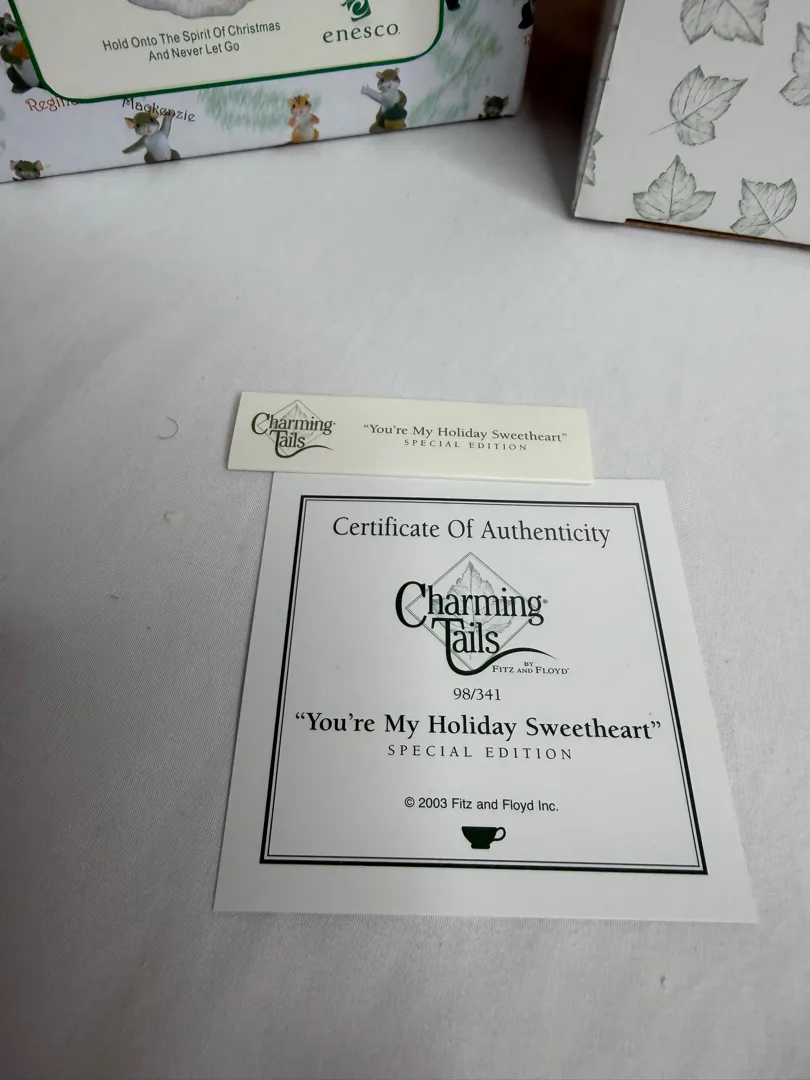 Hold Onto The Spirit Of Christmas
And Never Let Go
enesco.
Mackenzie
Charming
Tails
"You're My Holiday Sweetheart"
SPECIAL EDITION
Certificate Of Authenticity
Charming®
Tails
BY
FITZ AND FLOYD®
98/341
"You're My Holiday Sweetheart"
SPECIAL EDITION
© 2003 Fitz and Floyd Inc.